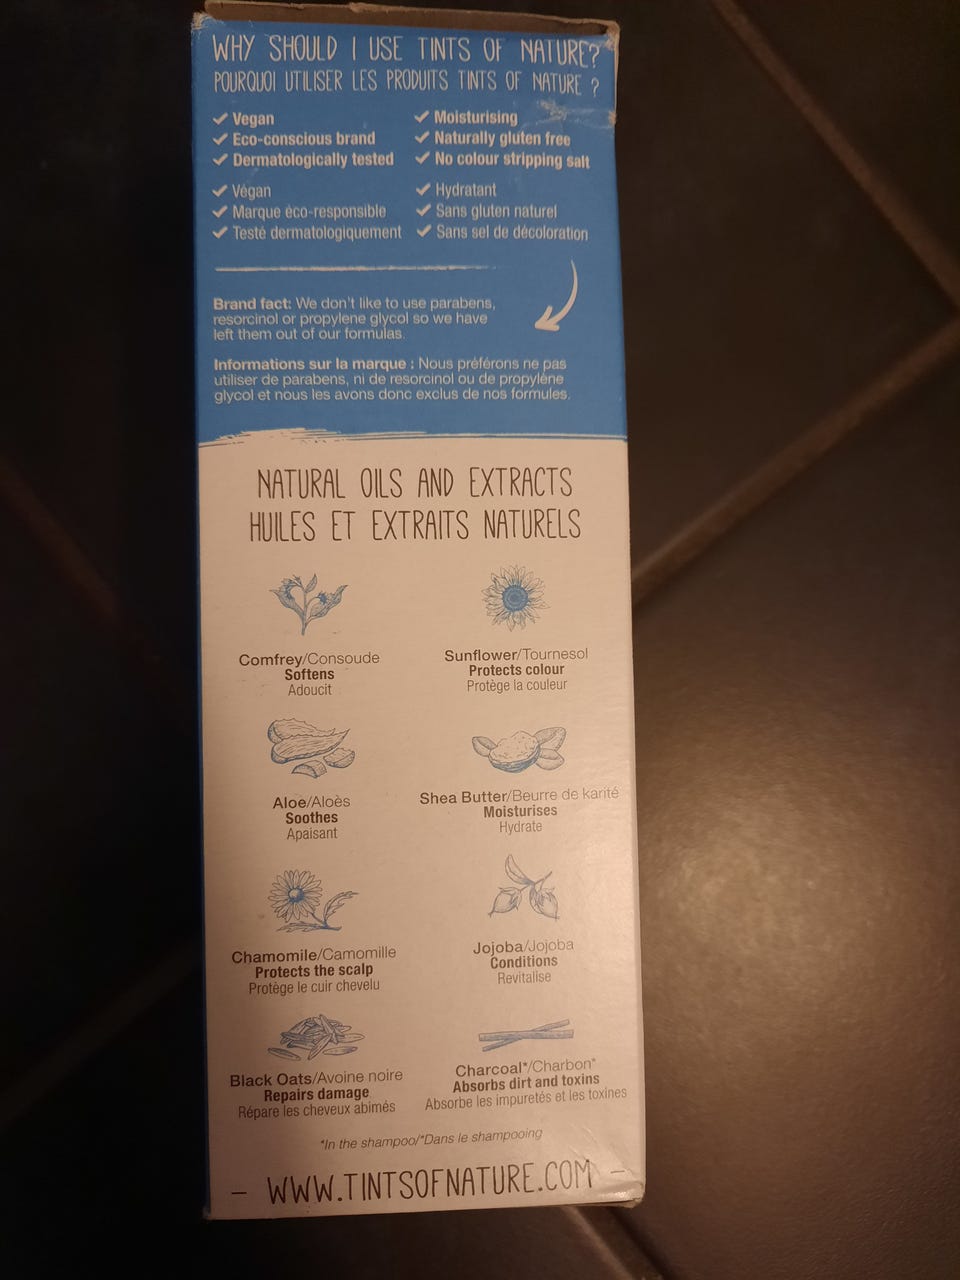 WHY SHOULD I USE TINTS OF NATURE?
POURQUOI UTILISER LES PRODUITS TINTS OF NATURE ?
Vegan
Eco-conscious brand
Dermatologically tested
Moisturising
Naturally gluten free
No colour stripping salt
Végan
Marque éco-responsible
Testé dermatologiquement
Hydratant
Sans gluten naturel
Sans sel de décoloration
Brand fact: We don't like to use parabens,
resorcinol or propylene glycol so we have
left them out of our formulas.
Informations sur la marque : Nous préférons ne pas
utiliser de parabens, ni de resorcinol ou de propylène
glycol et nous les avons donc exclus de nos formules.
NATURAL OILS AND EXTRACTS
HUILES ET EXTRAITS NATURELS
Comfrey/Consoude
Softens
Adoucit
Sunflower/Tournesol
Protects colour
Protège la couleur
Aloe/Aloès
Soothes
Apaisant
Shea Butter/Beurre de karité
Moisturises
Hydrate
Chamomile/Camomille
Protects the scalp
Protège le cuir chevelu
Jojoba/Jojoba
Conditions
Revitalise
Black Oats/Avoine noire
Repairs damage
Répare les cheveux abimés
Charcoal*/Charbon*
Absorbs dirt and toxins
Absorbe les impuretés et les toxines
*In the shampoo/*Dans le shampooing
– WWW.TINTSOFNATURE.COM –